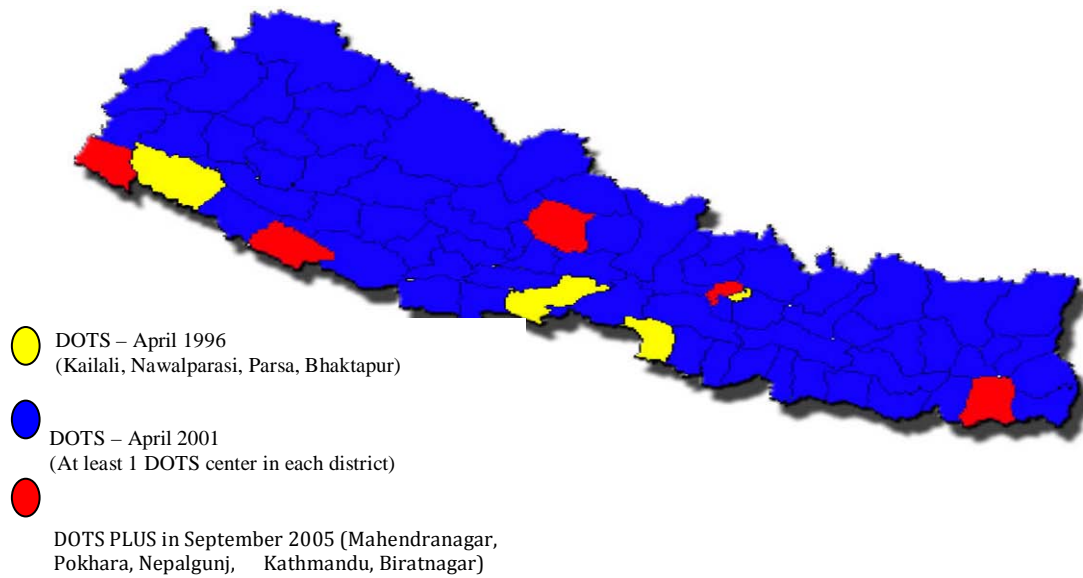 DOTS – April 1996
(Kailali, Nawalparasi, Parsa, Bhaktapur)
DOTS – April 2001
(At least 1 DOTS center in each district)
DOTS PLUS in September 2005 (Mahendranagar,
Pokhara, Nepalgunj, Kathmandu, Biratnagar)